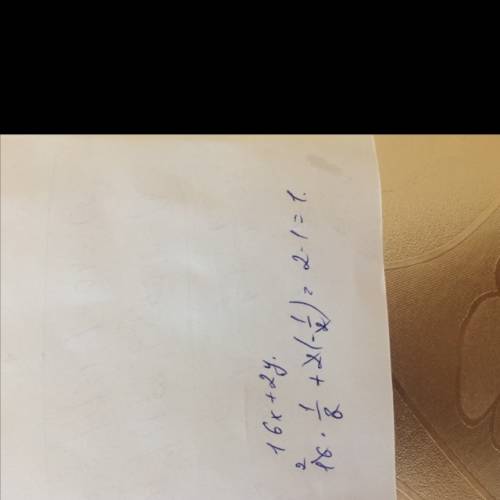 16x + 2y.
16 · 1/8 + 2(-1/2) = 2 - 1 = 1.